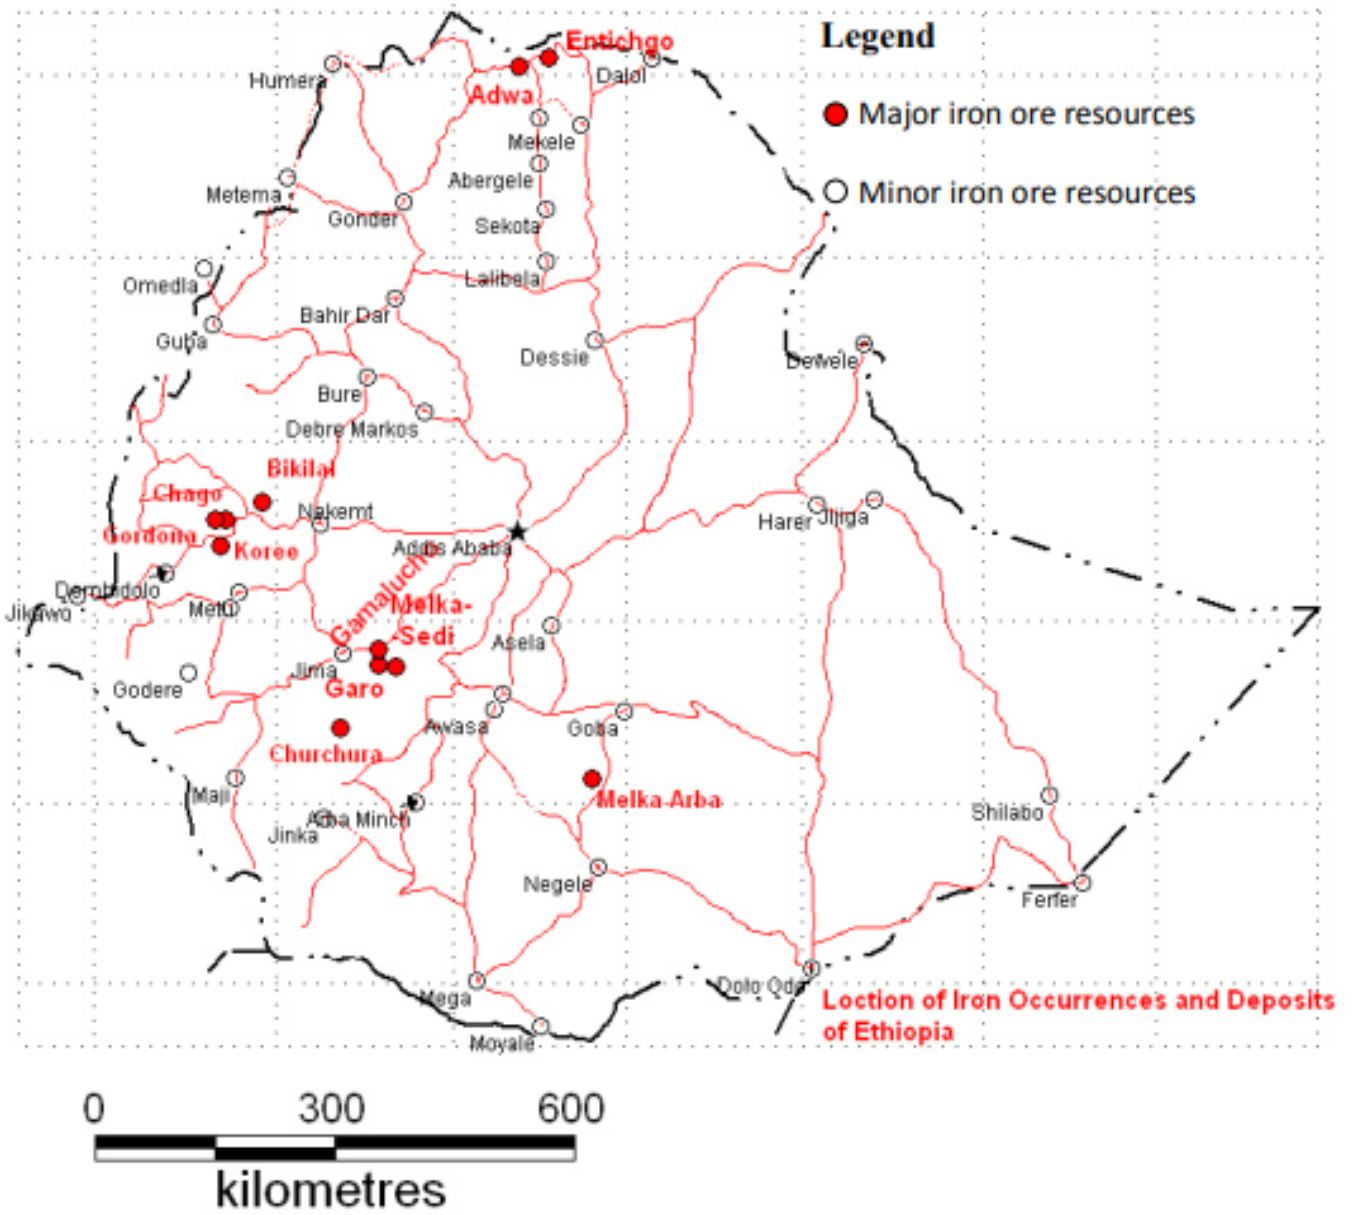 Legend
Major iron ore resources
Minor iron ore resources
Entichgo
Humera
Dalol
Adwa
Mekele
Metema
Abergele
Gonder
Sekota
Omedla
Lalibela
Bahir Dar
Guba
Dessie
Dewele
Bure
Debre Markos
Bikilal
Chago
Nakemt
Harer
Jijiga
Gordona
Koree
Addis Ababa
Dembidolo
Jikawo
Metu
Gamalucho
Melka-
-Sedi
Asela
Jima
Godere
Garo
Awasa
Goba
Churchura
Maji
Melka-Arba
Arba Minch
Jinka
Shilabo
Negele
Ferfer
Dolo Odo
Mega
Moyale
Loction of Iron Occurrences and Deposits
of Ethiopia
0 300 600
kilometres